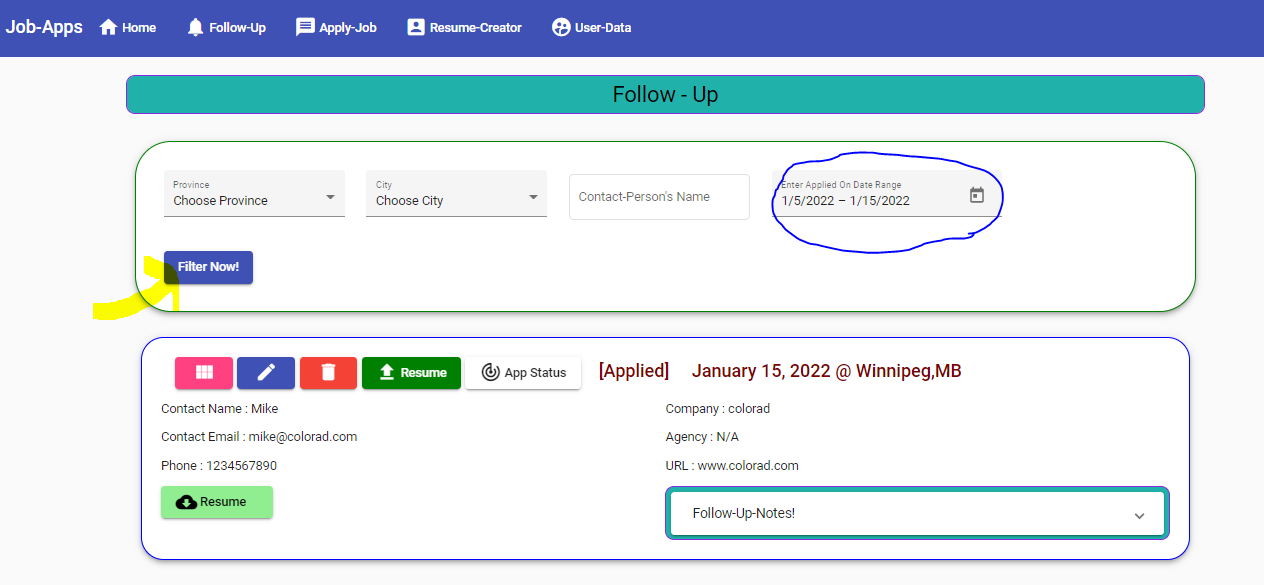 Job-Apps Home Follow-Up Apply-Job Resume-Creator User-Data
Follow - Up
Province
Choose Province
City
Choose City
Contact-Person's Name
Enter Applied On Date Range
1/5/2022 – 1/15/2022
Filter Now!
Resume App Status [Applied] January 15, 2022 @ Winnipeg,MB
Contact Name : Mike
Contact Email : mike@colorad.com
Phone : 1234567890
Resume
Company : colorad
Agency : N/A
URL : www.colorad.com
Follow-Up-Notes!